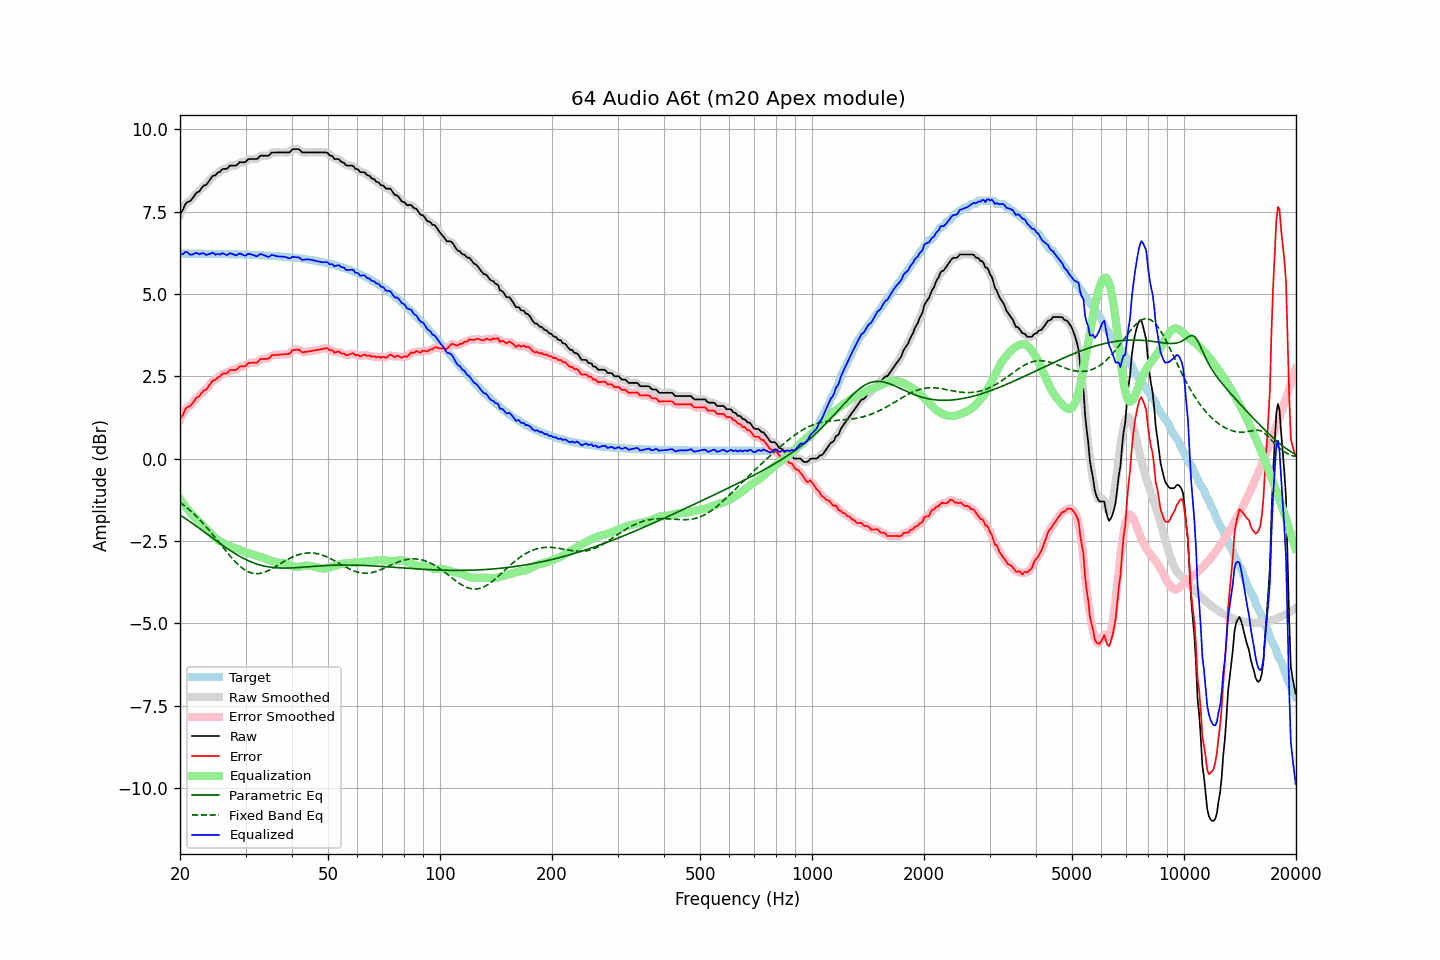 64 Audio A6t (m20 Apex module)
Amplitude (dBr)
10.0
7.5
5.0
2.5
0.0
−2.5
−5.0
−7.5
−10.0
Target
Raw Smoothed
Error Smoothed
Raw
Error
Equalization
Parametric Eq
Fixed Band Eq
Equalized
20
50
100
200
500
1000
2000
5000
10000
20000
Frequency (Hz)